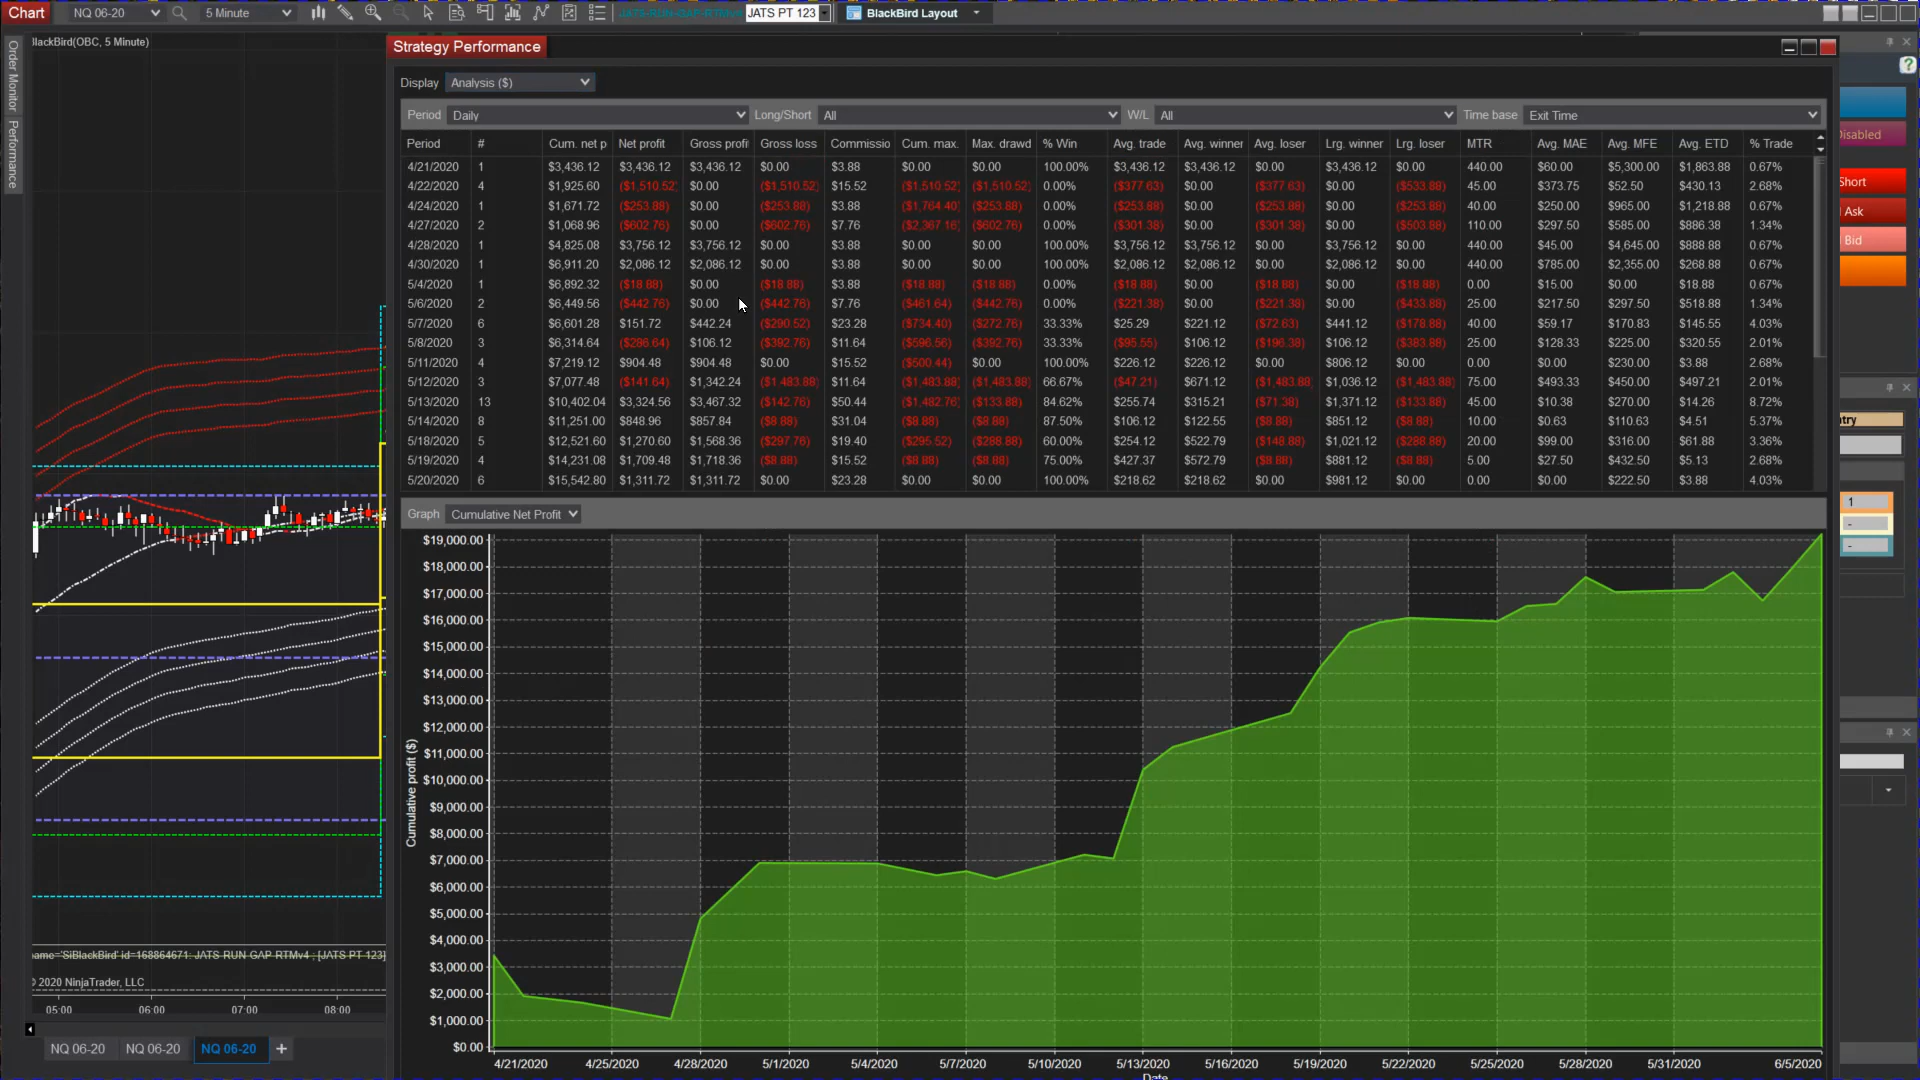 Chart NQ 06-20 5 Minute JATS PT 123 BlackBird Layout
BlackBird(OBC, 5 Minute)
Order Monitor
Performance
Strategy Performance
Display Analysis ($)
Period Daily Long/Short All W/L All Time base Exit Time
Period # Cum. net p Net profit Gross profit Gross loss Commissio Cum. max. Max. drawd % Win Avg. trade Avg. winner Avg. loser Lrg. winner Lrg. loser MTR Avg. MAE Avg. MFE Avg. ETD % Trade
4/21/2020 1 $3,436.12 $3,436.12 $3,436.12 $0.00 $3.88 $0.00 $0.00 100.00% $3,436.12 $3,436.12 $0.00 $3,436.12 $0.00 440.00 $60.00 $5,300.00 $1,863.88 0.67%
4/22/2020 4 $1,925.60 ($1,510.52) $0.00 ($1,510.52) $15.52 ($1,510.52) ($1,510.52) 0.00% ($377.63) $0.00 ($377.63) $0.00 ($533.88) 45.00 $373.75 $52.50 $430.13 2.68%
4/24/2020 1 $1,671.72 ($253.88) $0.00 ($253.88) $3.88 ($1,764.40) ($253.88) 0.00% ($253.88) $0.00 ($253.88) $0.00 ($253.88) 40.00 $250.00 $965.00 $1,218.88 0.67%
4/27/2020 2 $1,068.96 ($602.76) $0.00 ($602.76) $7.76 ($2,367.16) ($602.76) 0.00% ($301.38) $0.00 ($301.38) $0.00 ($503.88) 110.00 $297.50 $585.00 $886.38 1.34%
4/28/2020 1 $4,825.08 $3,756.12 $3,756.12 $0.00 $3.88 $0.00 $0.00 100.00% $3,756.12 $3,756.12 $0.00 $3,756.12 $0.00 440.00 $45.00 $4,645.00 $888.88 0.67%
4/30/2020 1 $6,911.20 $2,086.12 $2,086.12 $0.00 $3.88 $0.00 $0.00 100.00% $2,086.12 $2,086.12 $0.00 $2,086.12 $0.00 440.00 $785.00 $2,355.00 $268.88 0.67%
5/4/2020 1 $6,892.32 ($18.88) $0.00 ($18.88) $3.88 ($18.88) ($18.88) 0.00% ($18.88) $0.00 ($18.88) $0.00 ($18.88) 0.00 $15.00 $0.00 $18.88 0.67%
5/6/2020 2 $6,449.56 ($442.76) $0.00 ($442.76) $7.76 ($461.64) ($442.76) 0.00% ($221.38) $0.00 ($221.38) $0.00 ($433.88) 25.00 $217.50 $297.50 $518.88 1.34%
5/7/2020 6 $6,601.28 $151.72 $442.24 ($290.52) $23.28 ($734.40) ($272.76) 33.33% $25.29 $221.12 ($72.63) $441.12 ($178.88) 40.00 $59.17 $170.83 $145.55 4.03%
5/8/2020 3 $6,314.64 ($286.64) $106.12 ($392.76) $11.64 ($596.56) ($392.76) 33.33% ($95.55) $106.12 ($196.38) $106.12 ($383.88) 25.00 $128.33 $225.00 $320.55 2.01%
5/11/2020 4 $7,219.12 $904.48 $904.48 $0.00 $15.52 ($500.44) $0.00 100.00% $226.12 $226.12 $0.00 $806.12 $0.00 0.00 $0.00 $230.00 $3.88 2.68%
5/12/2020 3 $7,077.48 ($141.64) $1,342.24 ($1,483.88) $11.64 ($1,483.88) ($1,483.88) 66.67% ($47.21) $671.12 ($1,483.88) $1,036.12 ($1,483.88) 75.00 $493.33 $450.00 $497.21 2.01%
5/13/2020 13 $10,402.04 $3,324.56 $3,467.32 ($142.76) $50.44 ($1,482.76) ($133.88) 84.62% $255.74 $315.21 ($71.38) $1,371.12 ($133.88) 45.00 $10.38 $270.00 $14.26 8.72%
5/14/2020 8 $11,251.00 $848.96 $857.84 ($8.88) $31.04 ($8.88) ($8.88) 87.50% $106.12 $122.55 ($8.88) $851.12 ($8.88) 10.00 $0.63 $110.63 $4.51 5.37%
5/18/2020 5 $12,521.60 $1,270.60 $1,568.36 ($297.76) $19.40 ($295.52) ($288.88) 60.00% $254.12 $522.79 ($148.88) $1,021.12 ($288.88) 20.00 $99.00 $316.00 $61.88 3.36%
5/19/2020 4 $14,231.08 $1,709.48 $1,718.36 ($8.88) $15.52 ($8.88) ($8.88) 75.00% $427.37 $572.79 ($8.88) $881.12 ($8.88) 5.00 $27.50 $432.50 $5.13 2.68%
5/20/2020 6 $15,542.80 $1,311.72 $1,311.72 $0.00 $23.28 $0.00 $0.00 100.00% $218.62 $218.62 $0.00 $981.12 $0.00 0.00 $0.00 $222.50 $3.88 4.03%
Graph Cumulative Net Profit
$19,000.00
$18,000.00
$17,000.00
$16,000.00
$15,000.00
$14,000.00
$13,000.00
$12,000.00
$11,000.00
$10,000.00
$9,000.00
$8,000.00
$7,000.00
$6,000.00
$5,000.00
$4,000.00
$3,000.00
$2,000.00
$1,000.00
$0.00
Cumulative profit ($)
4/21/2020 4/25/2020 4/28/2020 5/1/2020 5/4/2020 5/7/2020 5/10/2020 5/13/2020 5/16/2020 5/19/2020 5/22/2020 5/25/2020 5/28/2020 5/31/2020 6/5/2020
Date
name='SiBlackBird' id=168864671: JATS RUN GAP RTMv4 : [JATS PT 123]
© 2020 NinjaTrader, LLC
05:00 06:00 07:00 08:00
NQ 06-20 NQ 06-20 NQ 06-20 +
?
Disabled
Short
Ask
Bid
1
-
-